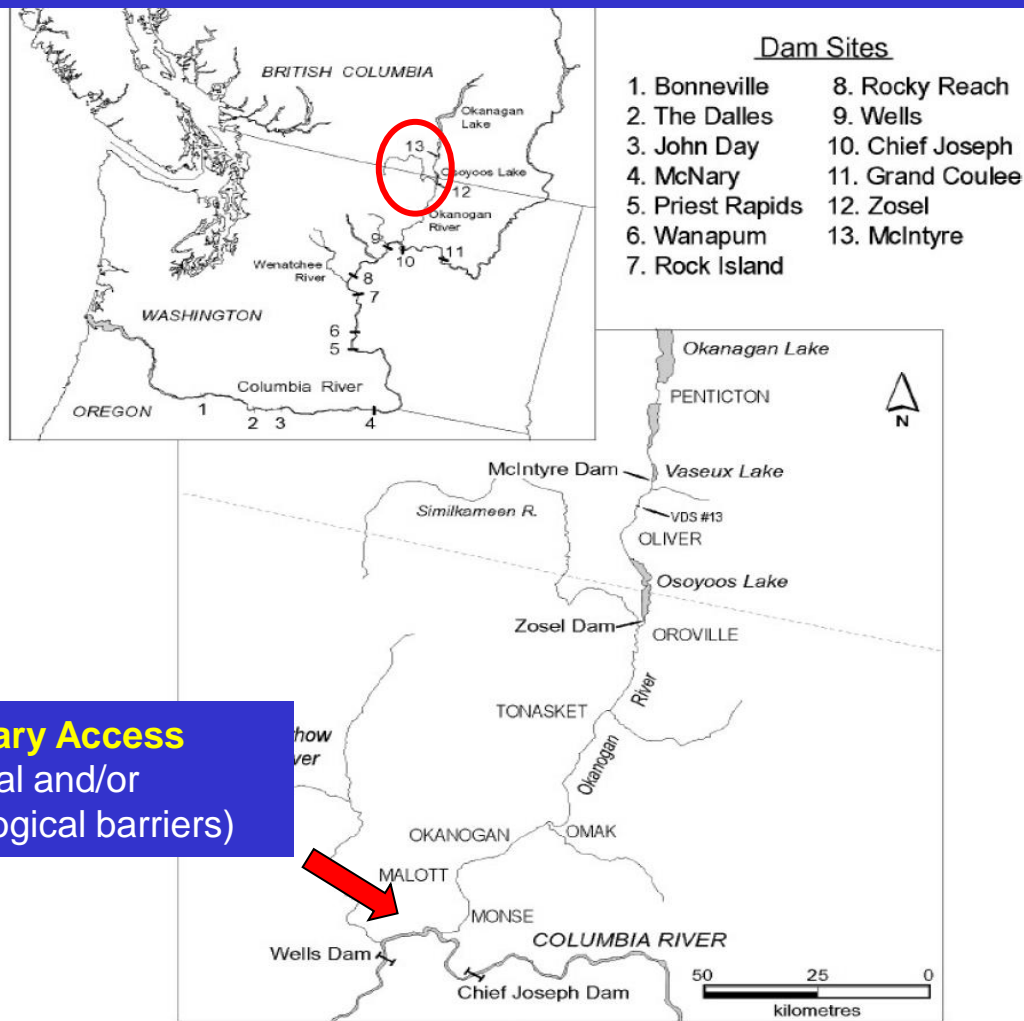 BRITISH COLUMBIA
Okanagan
Lake
13
Osoyoos Lake
12
Okanogan
River
9
10
11
Wenatchee
River
8
7
WASHINGTON
6
5
Columbia River
OREGON
1
2
3
4
Dam Sites
1. Bonneville
2. The Dalles
3. John Day
4. McNary
5. Priest Rapids
6. Wanapum
7. Rock Island
8. Rocky Reach
9. Wells
10. Chief Joseph
11. Grand Coulee
12. Zosel
13. McIntyre
Okanagan Lake
PENTICTON
N
McIntyre Dam
Vaseux Lake
Similkameen R.
VDS #13
OLIVER
Osoyoos Lake
Zosel Dam
OROVILLE
TONASKET
River
Okanogan
ary Access
al and/or
ogical barriers)
how
ver
OKANOGAN
OMAK
MALOTT
MONSE
Wells Dam
COLUMBIA RIVER
Chief Joseph Dam
50 25 0
kilometres